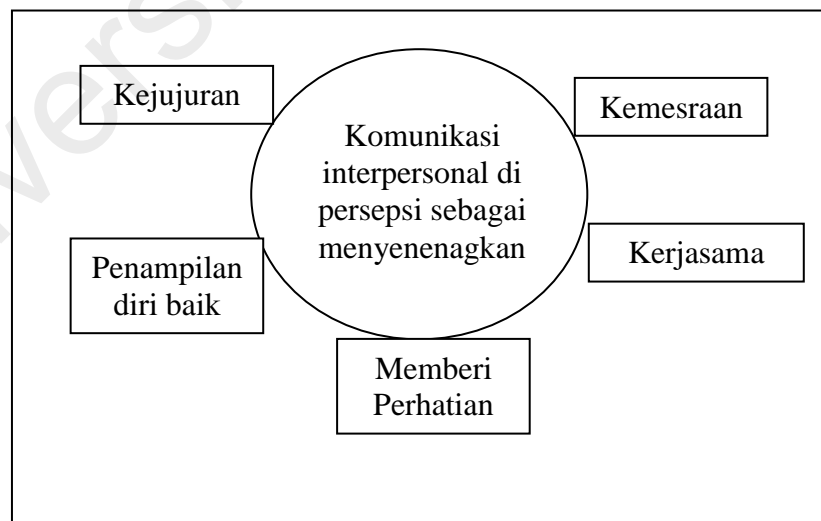 Kejujuran
Kemesraan
Komunikasi
interpersonal di
persepsi sebagai
menyenenagkan
Penampilan
diri baik
Kerjasama
Memberi
Perhatian